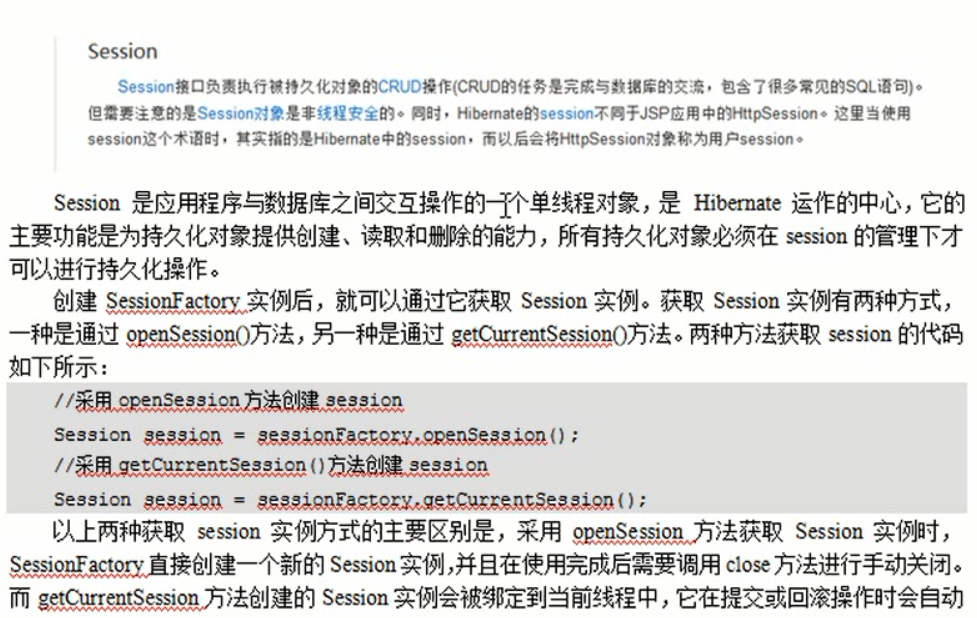 Session
Session接口负责执行被持久化对象的CRUD操作(CRUD的任务是完成与数据库的交流，包含了很多常见的SQL语句)。
但需要注意的是Session对象是非线程安全的。同时，Hibernate的session不同于JSP应用中的HttpSession。这里当使用
session这个术语时，其实指的是Hibernate中的session，而以后会将HttpSession对象称为用户session。
Session 是应用程序与数据库之间交互操作的一个单线程对象，是 Hibernate 运作的中心，它的
主要功能是为持久化对象提供创建、读取和删除的能力，所有持久化对象必须在 session 的管理下才
可以进行持久化操作。
创建 SessionFactory 实例后，就可以通过它获取 Session 实例。获取 Session 实例有两种方式，
一种是通过 openSession()方法，另一种是通过 getCurrentSession()方法。两种方法获取 session 的代码
如下所示：
//采用 openSession 方法创建 session
Session session = sessionFactory.openSession();
//采用 getCurrentSession()方法创建 session
Session session = sessionFactory.getCurrentSession();
以上两种获取 session 实例方式的主要区别是，采用 openSession 方法获取 Session 实例时，
SessionFactory 直接创建一个新的 Session 实例，并且在使用完成后需要调用 close 方法进行手动关闭。
而 getCurrentSession 方法创建的 Session 实例会被绑定到当前线程中，它在提交或回滚操作时会自动